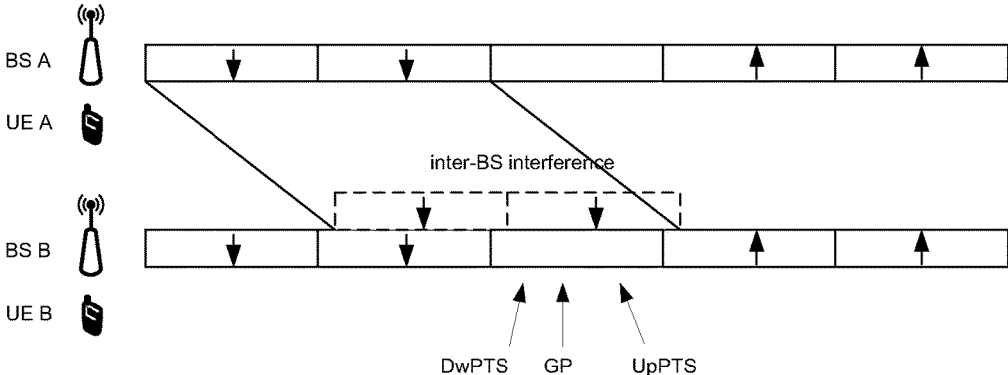 BS A
UE A
inter-BS interference
BS B
UE B
DwPTS GP UpPTS